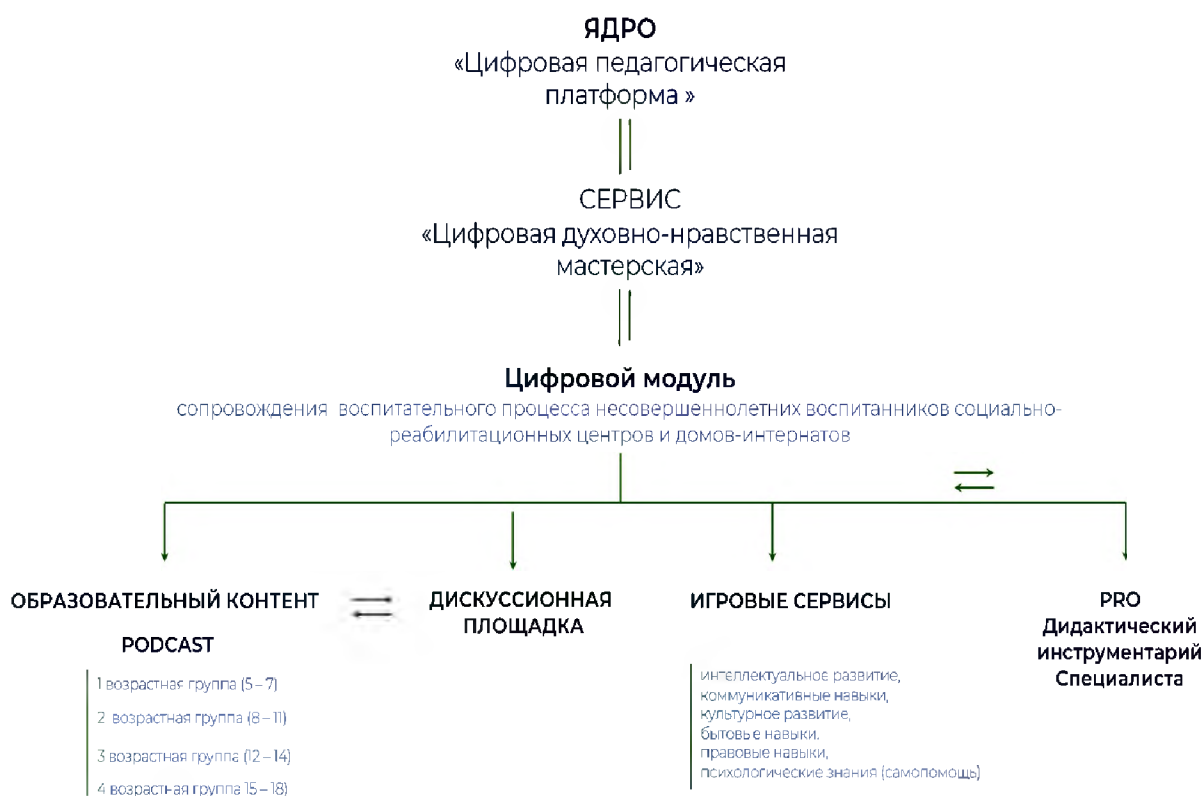 ЯДРО
«Цифровая педагогическая
платформа »
СЕРВИС
«Цифровая духовно-нравственная
мастерская»
Цифровой модуль
сопровождения воспитательного процесса несовершеннолетних воспитанников социально-
реабилитационных центров и домов-интернатов
ОБРАЗОВАТЕЛЬНЫЙ КОНТЕНТ
PODCAST
1 возрастная группа (5 – 7)
2 возрастная группа (8 – 11)
3 возрастная группа (12 – 14)
4 возрастная группа 15 – 18)
ДИСКУССИОННАЯ
ПЛОЩАДКА
ИГРОВЫЕ СЕРВИСЫ
интеллектуальное развитие,
коммуникативные навыки,
культурное развитие,
бытовые навыки,
правовые навыки,
психологические знания (самопомощь)
PRO
Дидактический
инструментарий
Специалиста